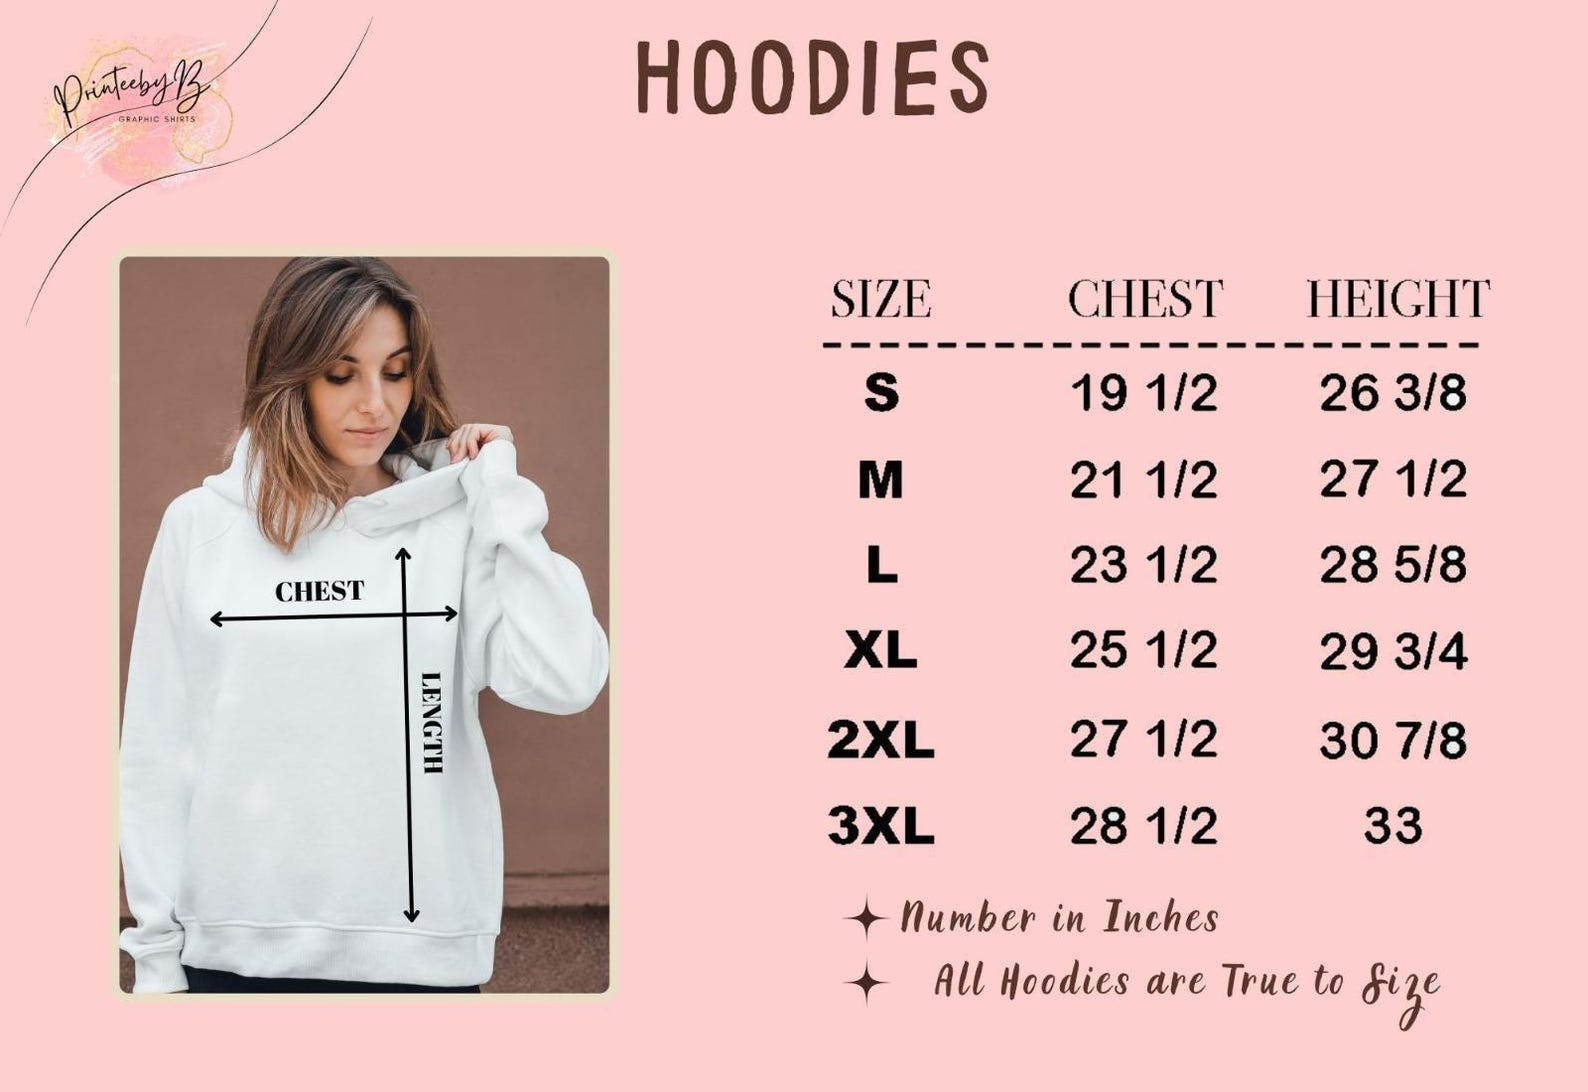 PrinteebyB
GRAPHIC SHIRTS
HOODIES
CHEST
LENGTH
SIZE CHEST HEIGHT
S 19 1/2 26 3/8
M 21 1/2 27 1/2
L 23 1/2 28 5/8
XL 25 1/2 29 3/4
2XL 27 1/2 30 7/8
3XL 28 1/2 33
Number in Inches
All Hoodies are True to Size